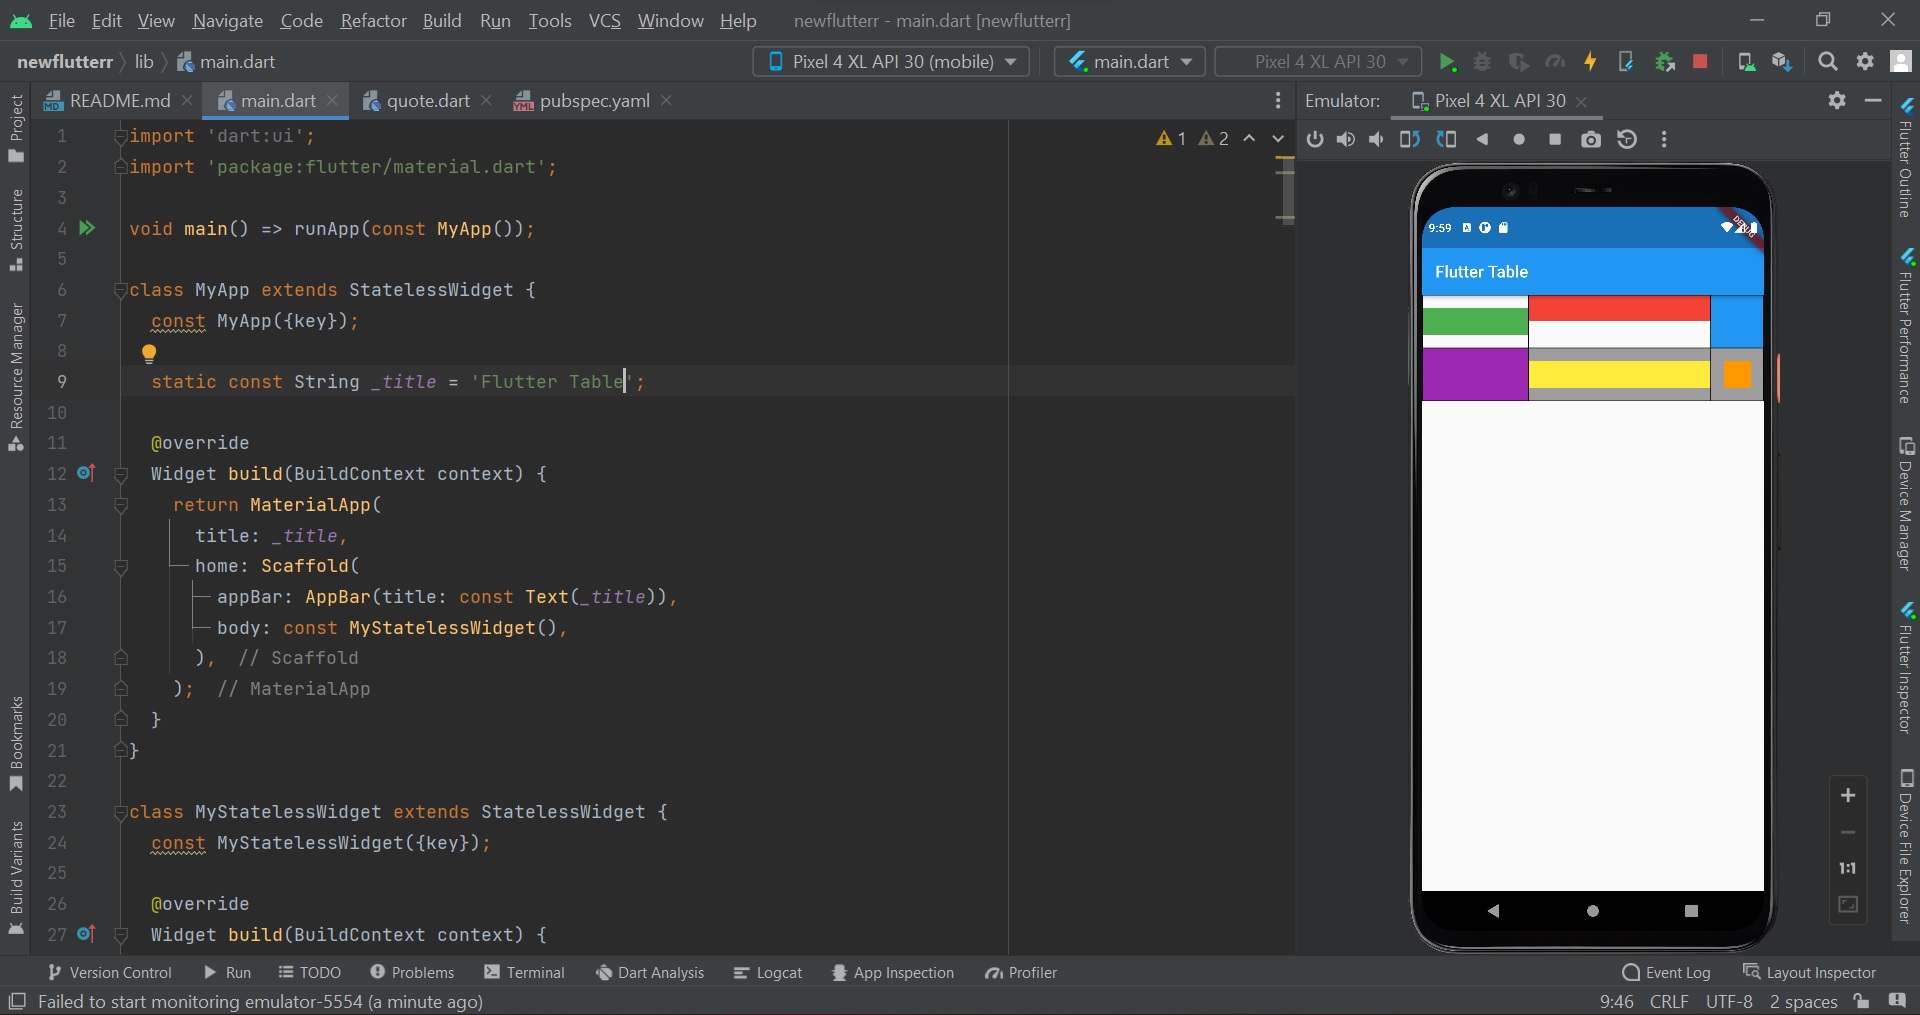 File Edit View Navigate Code Refactor Build Run Tools VCS Window Help newflutterr - main.dart [newflutterr]
newflutterr lib main.dart Pixel 4 XL API 30 (mobile) main.dart Pixel 4 XL API 30
README.md main.dart quote.dart pubspec.yaml Emulator: Pixel 4 XL API 30
1 import 'dart:ui';
1 2
2 import 'package:flutter/material.dart';
3
4 void main() => runApp(const MyApp());
5
6 class MyApp extends StatelessWidget {
7 const MyApp({key});
8
9 static const String _title = 'Flutter Table';
10
11 @override
12 Widget build(BuildContext context) {
13 return MaterialApp(
14 title: _title,
15 home: Scaffold(
16 appBar: AppBar(title: const Text(_title)),
17 body: const MyStatelessWidget(),
18 ), // Scaffold
19 ); // MaterialApp
20 }
21 }
22
23 class MyStatelessWidget extends StatelessWidget {
24 const MyStatelessWidget({key});
25
26 @override
27 Widget build(BuildContext context) {
Project
Structure
Resource Manager
Bookmarks
Build Variants
9:59
DEBUG
Flutter Table
1:1
Flutter Outline
Flutter Performance
Device Manager
Flutter Inspector
Device File Explorer
Version Control Run TODO Problems Terminal Dart Analysis Logcat App Inspection Profiler Event Log Layout Inspector
Failed to start monitoring emulator-5554 (a minute ago) 9:46 CRLF UTF-8 2 spaces